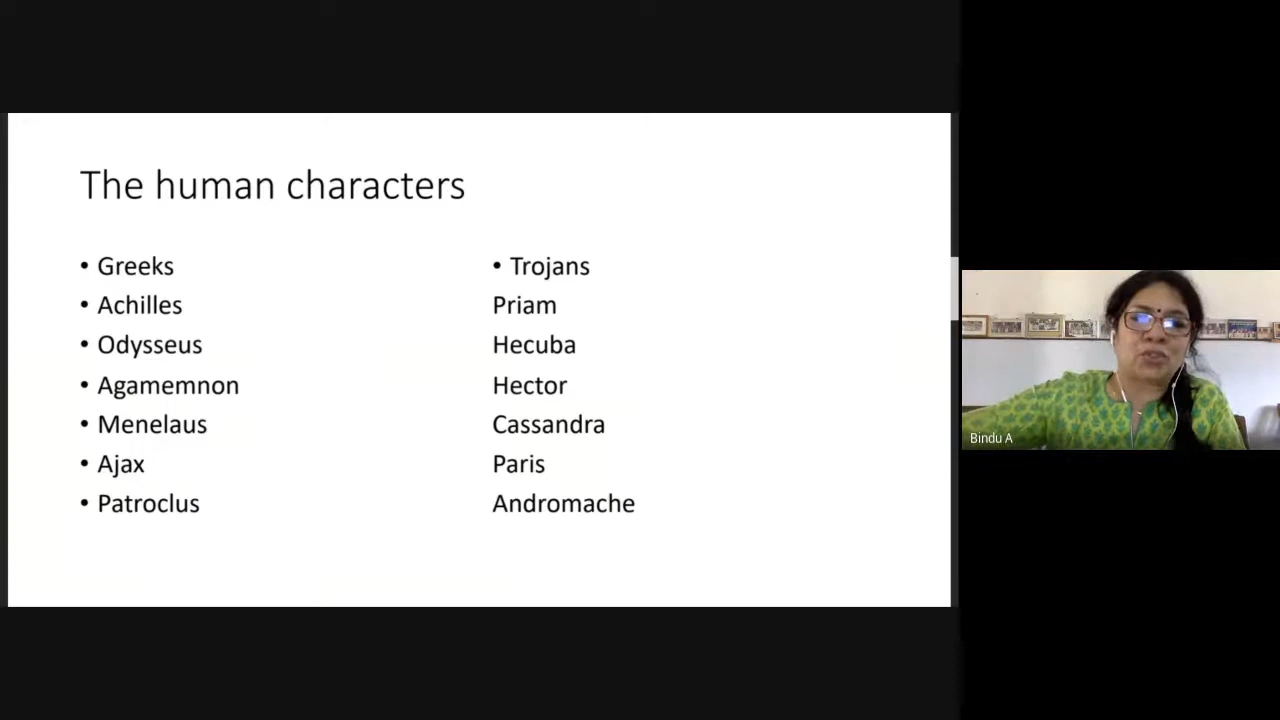 The human characters
• Greeks
• Achilles
• Odysseus
• Agamemnon
• Menelaus
• Ajax
• Patroclus
• Trojans
Priam
Hecuba
Hector
Cassandra
Paris
Andromache
Bindu A